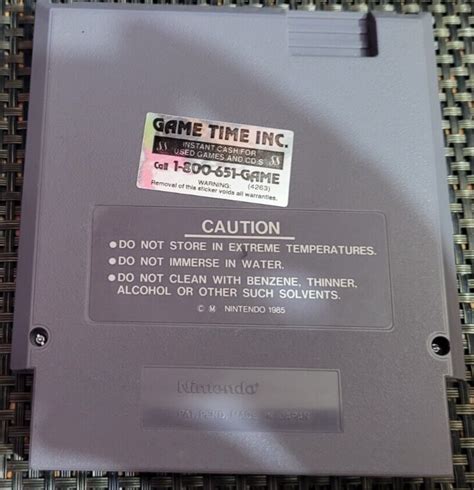 GAME TIME INC.
$$ INSTANT CASH FOR $$
USED GAMES AND CD.S
Call 1-800-651-GAME
WARNING: (4263)
Removal of this sticker voids all warranties.
CAUTION
●DO NOT STORE IN EXTREME TEMPERATURES.
●DO NOT IMMERSE IN WATER.
●DO NOT CLEAN WITH BENZENE, THINNER,
ALCOHOL OR OTHER SUCH SOLVENTS.
© M NINTENDO 1985
Nintendo®
PAT. PEND. MADE IN JAPAN